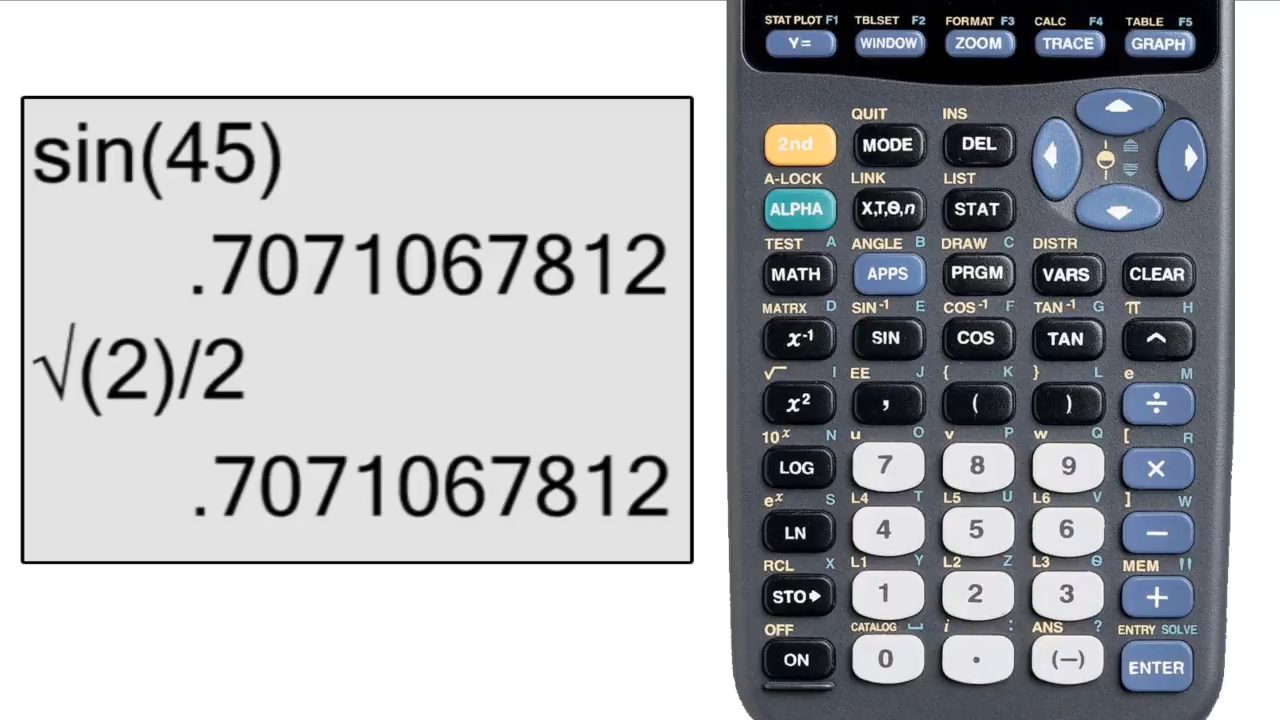 sin(45)
.7071067812
√(2)/2
.7071067812
STAT PLOT F1 TBLSET F2 FORMAT F3 CALC F4 TABLE F5
Y= WINDOW ZOOM TRACE GRAPH
QUIT INS
2nd MODE DEL
A-LOCK LINK LIST
ALPHA X,T,Θ,n STAT
TEST A ANGLE B DRAW C DISTR
MATH APPS PRGM VARS CLEAR
MATRX D SIN⁻¹ E COS⁻¹ F TAN⁻¹ G π H
x⁻¹ SIN COS TAN ^
√ I EE J { K } L e M
x² , ( ) ÷
10ˣ N u O v P w Q [ R
LOG 7 8 9 ×
eˣ S L4 T L5 U L6 V ] W
LN 4 5 6 −
RCL X L1 Y L2 Z L3 Θ MEM "
STO► 1 2 3 +
OFF CATALOG ⎵ i : ANS ? ENTRY SOLVE
ON 0 . (−) ENTER